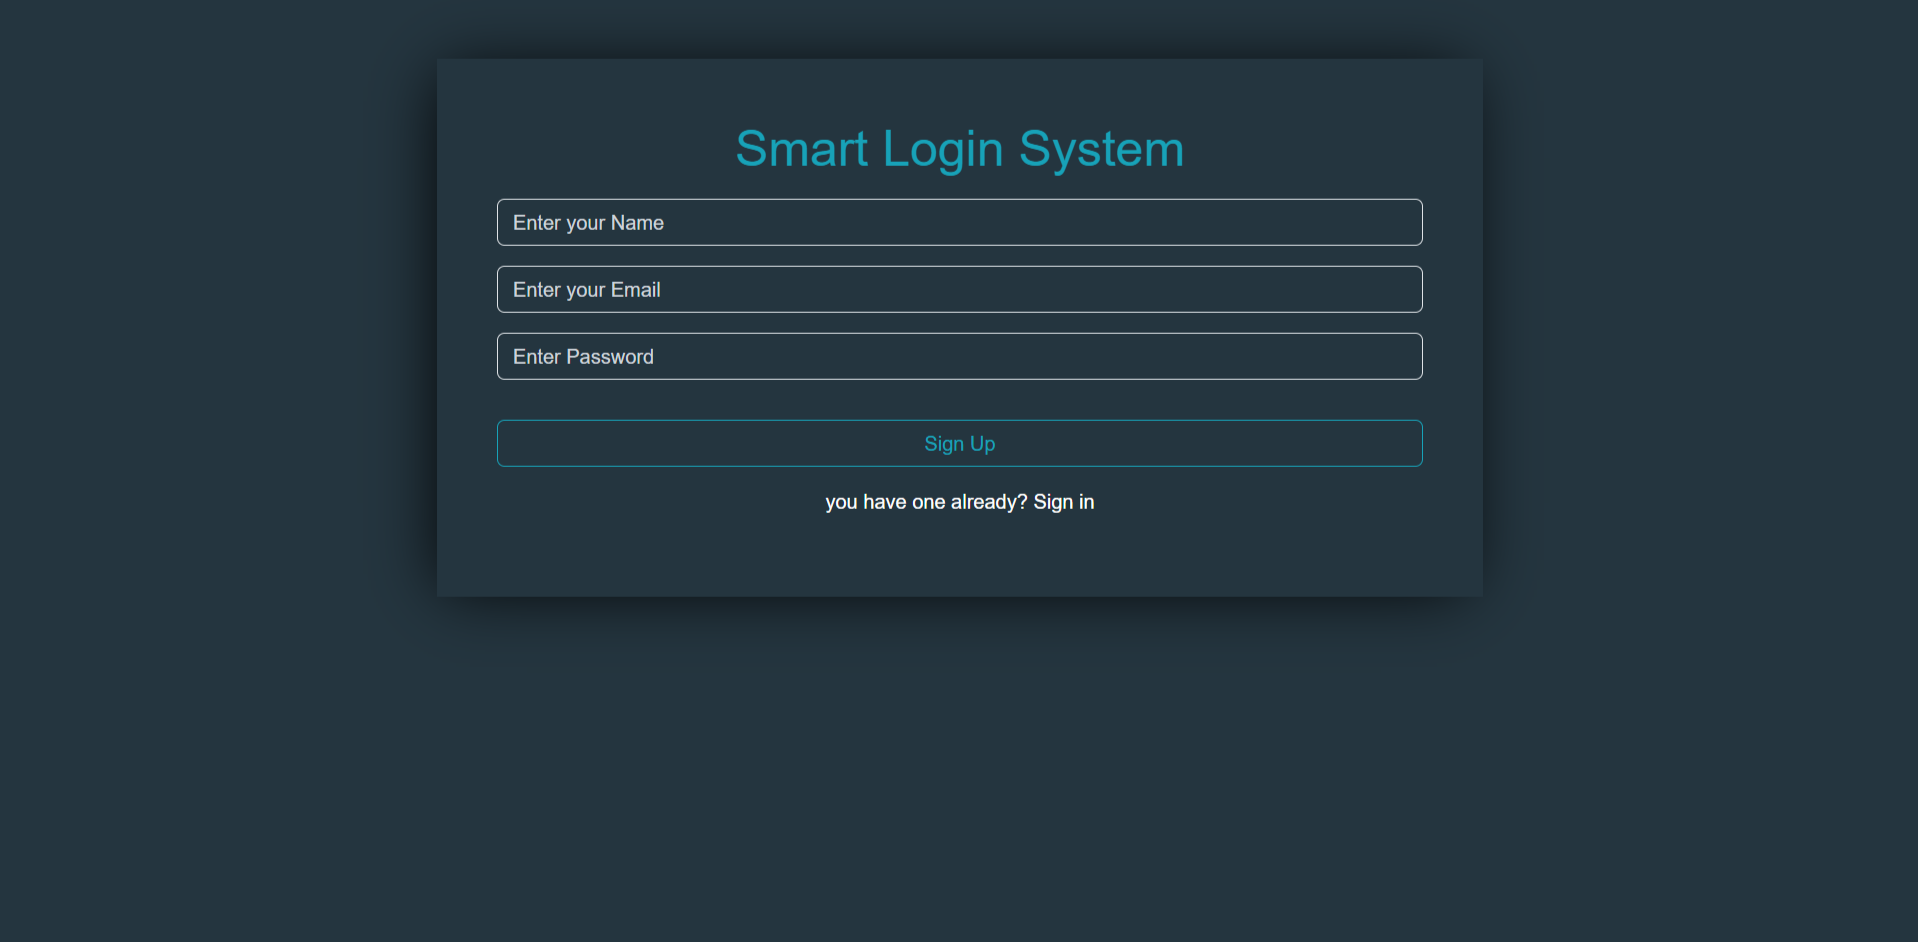 Smart Login System
Enter your Name
Enter your Email
Enter Password
Sign Up
you have one already? Sign in